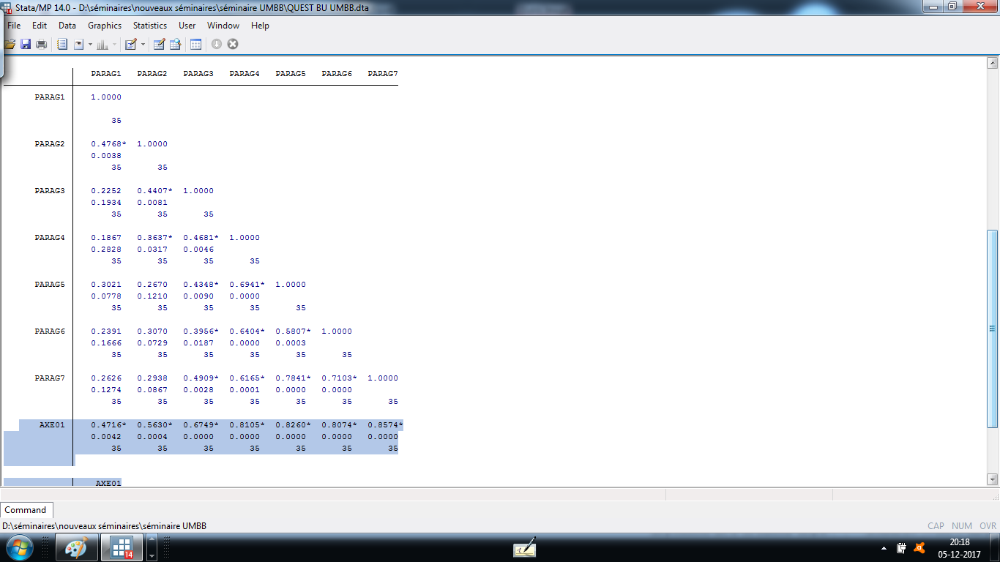 Stata/MP 14.0 - D:\séminaires\nouveaux séminaires\séminaire UMBB\QUEST BU UMBB.dta
File Edit Data Graphics Statistics User Window Help
PARAG1 PARAG2 PARAG3 PARAG4 PARAG5 PARAG6 PARAG7
PARAG1 1.0000
35
PARAG2 0.4768* 1.0000
0.0038
35 35
PARAG3 0.2252 0.4407* 1.0000
0.1934 0.0081
35 35 35
PARAG4 0.1867 0.3637* 0.4681* 1.0000
0.2828 0.0317 0.0046
35 35 35 35
PARAG5 0.3021 0.2670 0.4348* 0.6941* 1.0000
0.0778 0.1210 0.0090 0.0000
35 35 35 35 35
PARAG6 0.2391 0.3070 0.3956* 0.6404* 0.5807* 1.0000
0.1666 0.0729 0.0187 0.0000 0.0003
35 35 35 35 35 35
PARAG7 0.2626 0.2938 0.4909* 0.6165* 0.7841* 0.7103* 1.0000
0.1274 0.0867 0.0028 0.0001 0.0000 0.0000
35 35 35 35 35 35 35
AXE01 0.4716* 0.5630* 0.6749* 0.8105* 0.8260* 0.8074* 0.8574*
0.0042 0.0004 0.0000 0.0000 0.0000 0.0000 0.0000
35 35 35 35 35 35 35
AXE01
Command
D:\séminaires\nouveaux séminaires\séminaire UMBB
CAP NUM OVR
14
20:18
05-12-2017